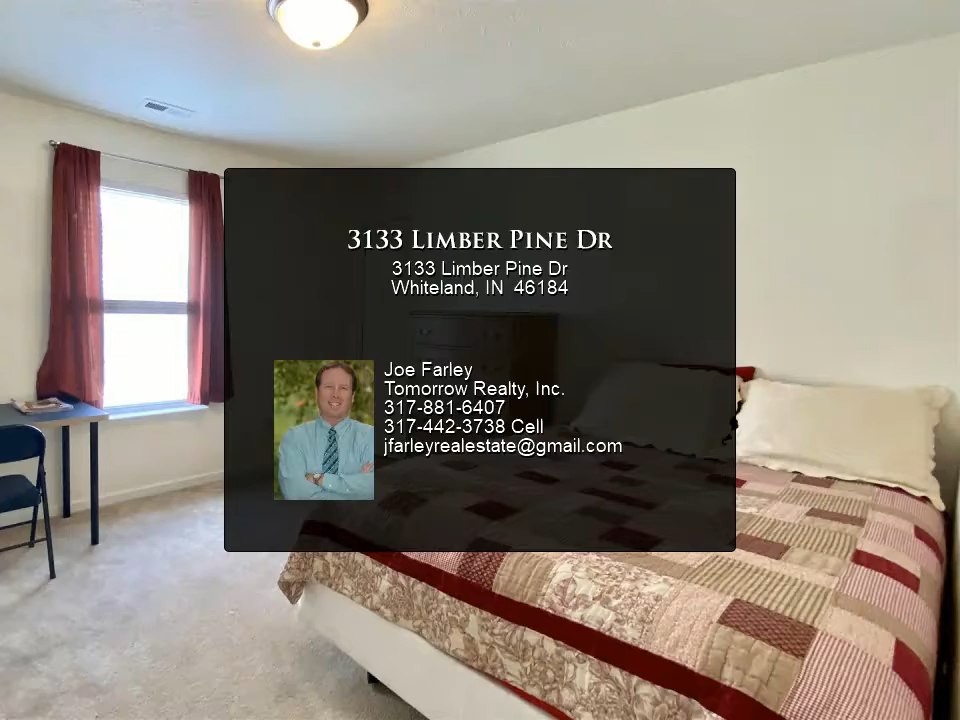 3133 Limber Pine Dr
3133 Limber Pine Dr
Whiteland, IN  46184
Joe Farley
Tomorrow Realty, Inc.
317-881-6407
317-442-3738 Cell
jfarleyrealestate@gmail.com